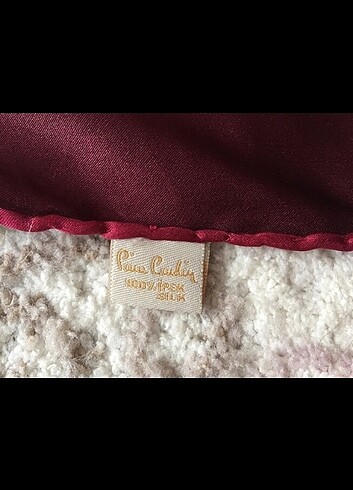 Pierre Cardin
100% İPEK
SILK